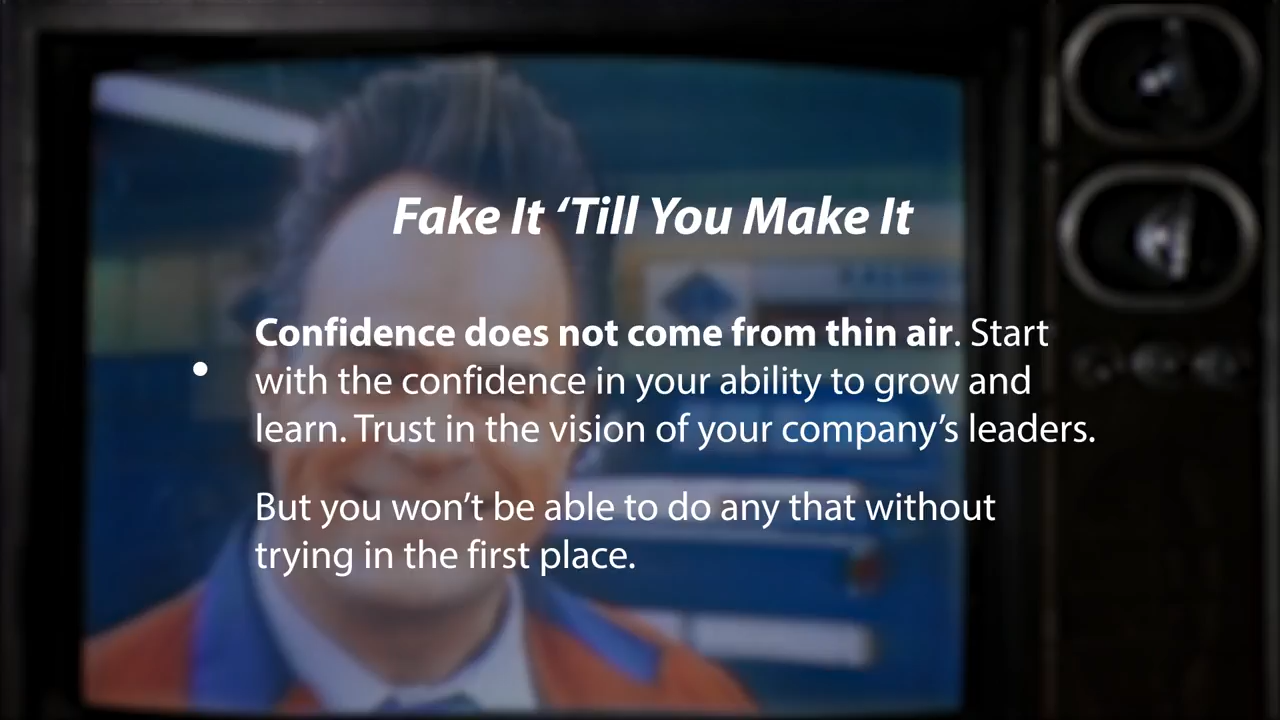 Fake It ‘Till You Make It
Confidence does not come from thin air. Start
with the confidence in your ability to grow and
learn. Trust in the vision of your company’s leaders.
But you won’t be able to do any that without
trying in the first place.